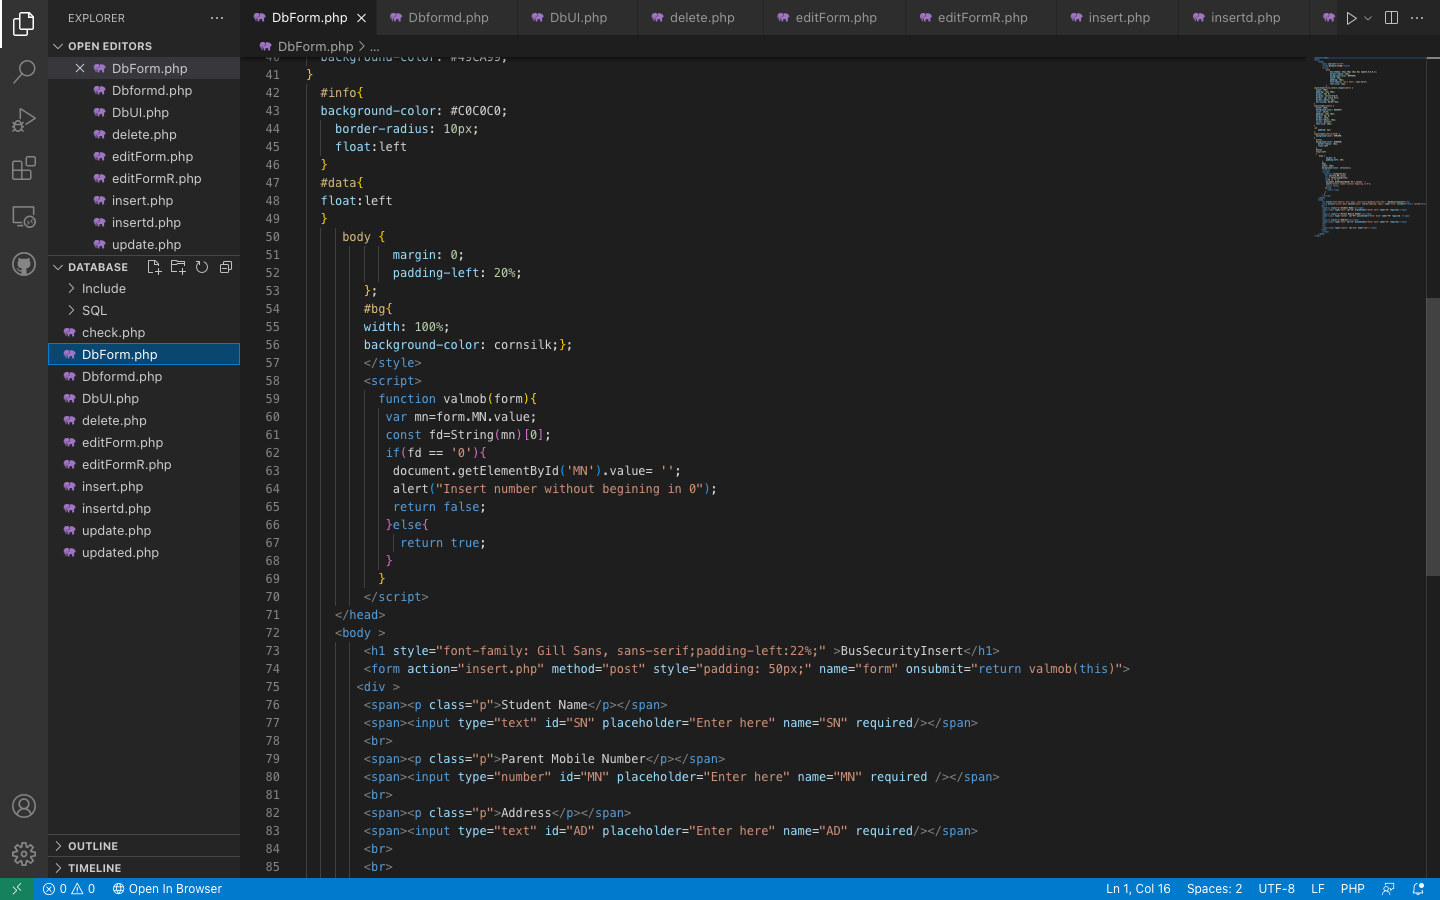 EXPLORER
OPEN EDITORS
DbForm.php
Dbformd.php
DbUI.php
delete.php
editForm.php
editFormR.php
insert.php
insertd.php
update.php
DATABASE
Include
SQL
check.php
DbForm.php
Dbformd.php
DbUI.php
delete.php
editForm.php
editFormR.php
insert.php
insertd.php
update.php
updated.php
OUTLINE
TIMELINE
DbForm.php Dbformd.php DbUI.php delete.php editForm.php editFormR.php insert.php insertd.php
DbForm.php > ...
40 background-color: #49CA99;
41 }
42 #info{
43 background-color: #C0C0C0;
44 border-radius: 10px;
45 float:left
46 }
47 #data{
48 float:left
49 }
50 body {
51 margin: 0;
52 padding-left: 20%;
53 };
54 #bg{
55 width: 100%;
56 background-color: cornsilk;};
57 </style>
58 <script>
59 function valmob(form){
60 var mn=form.MN.value;
61 const fd=String(mn)[0];
62 if(fd == '0'){
63 document.getElementById('MN').value= '';
64 alert("Insert number without begining in 0");
65 return false;
66 }else{
67 return true;
68 }
69 }
70 </script>
71 </head>
72 <body >
73 <h1 style="font-family: Gill Sans, sans-serif;padding-left:22%;" >BusSecurityInsert</h1>
74 <form action="insert.php" method="post" style="padding: 50px;" name="form" onsubmit="return valmob(this)">
75 <div >
76 <span><p class="p">Student Name</p></span>
77 <span><input type="text" id="SN" placeholder="Enter here" name="SN" required/></span>
78 <br>
79 <span><p class="p">Parent Mobile Number</p></span>
80 <span><input type="number" id="MN" placeholder="Enter here" name="MN" required /></span>
81 <br>
82 <span><p class="p">Address</p></span>
83 <span><input type="text" id="AD" placeholder="Enter here" name="AD" required/></span>
84 <br>
85 <br>
0 0 Open In Browser Ln 1, Col 16 Spaces: 2 UTF-8 LF PHP